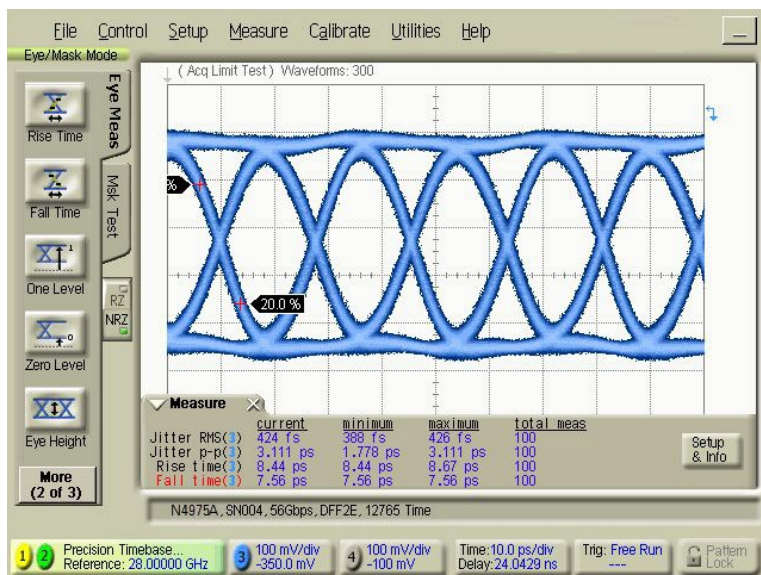 File Control Setup Measure Calibrate Utilities Help
Eye/Mask Mode
( Acq Limit Test ) Waveforms: 300
Eye Meas
Msk Test
Rise Time
Fall Time
One Level
Zero Level
Eye Height
More
(2 of 3)
RZ
NRZ
%
20.0 %
Measure
current minimum maximum total meas
Jitter RMS(3) 424 fs 388 fs 426 fs 100
Jitter p-p(3) 3.111 ps 1.778 ps 3.111 ps 100
Rise time(3) 8.44 ps 8.44 ps 8.67 ps 100
Fall time(3) 7.56 ps 7.56 ps 7.56 ps 100
Setup
& Info
N4975A, SN004, 56Gbps, DFF2E, 12765 Time
1 2 Precision Timebase...
Reference: 28.00000 GHz
3 100 mV/div
-350.0 mV
4 100 mV/div
-100 mV
Time:10.0 ps/div
Delay:24.0429 ns
Trig: Free Run
---
Pattern
Lock